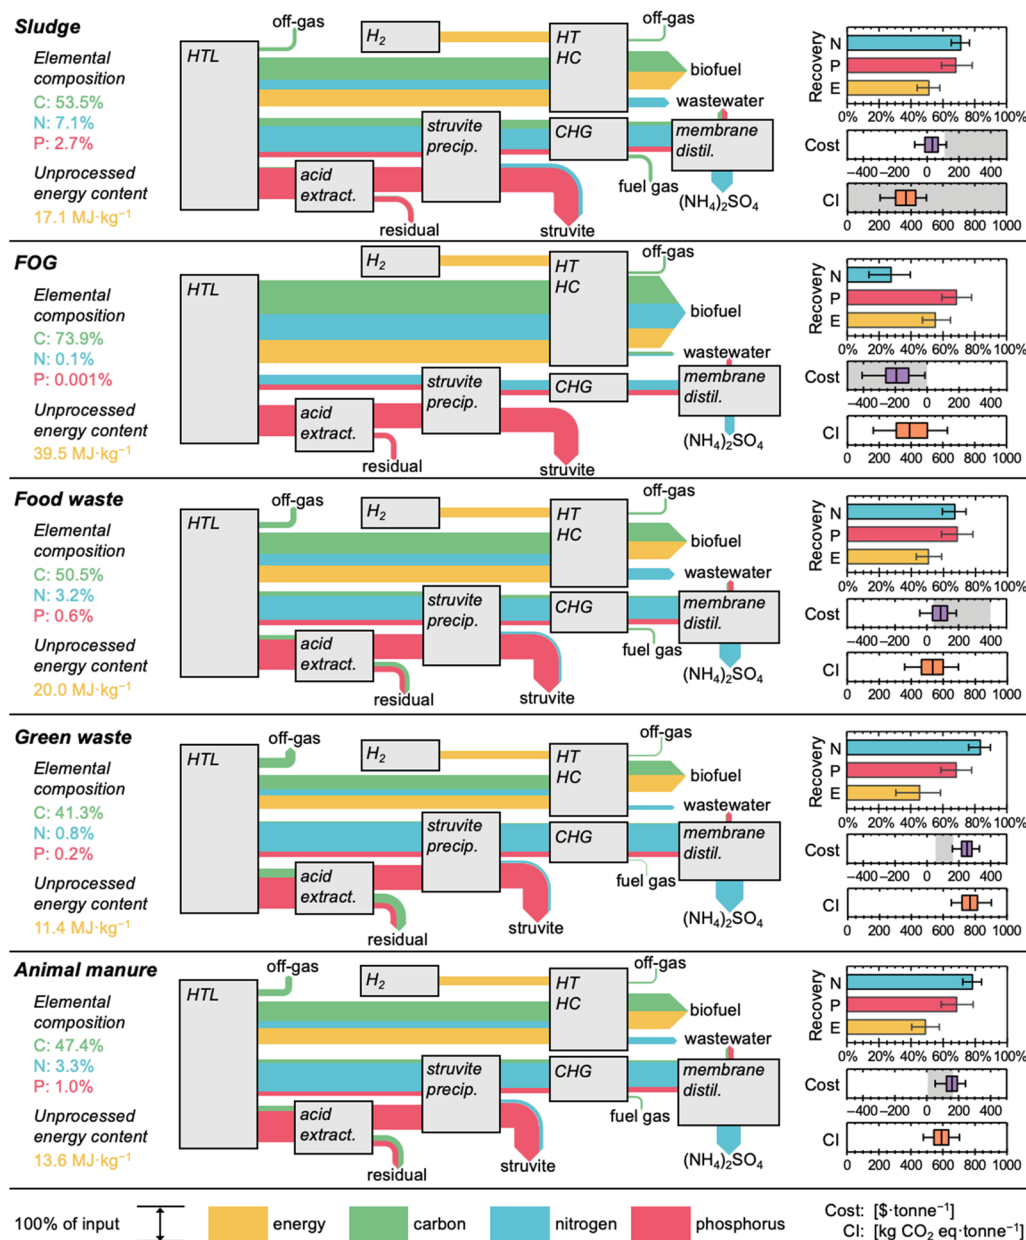 Sludge
Elemental
composition
C: 53.5%
N: 7.1%
P: 2.7%
Unprocessed
energy content
17.1 MJ·kg⁻¹
HTL
off-gas
H₂
HT
HC
off-gas
biofuel
wastewater
struvite
precip.
CHG
membrane
distil.
acid
extract.
fuel gas
(NH₄)₂SO₄
residual
struvite
Recovery
N
P
E
0% 20% 40% 60% 80% 100%
Cost
−400 −200 0 200 400
CI
0 200 400 600 800 1000
FOG
Elemental
composition
C: 73.9%
N: 0.1%
P: 0.001%
Unprocessed
energy content
39.5 MJ·kg⁻¹
HTL
H₂
HT
HC
off-gas
biofuel
wastewater
struvite
precip.
CHG
membrane
distil.
acid
extract.
(NH₄)₂SO₄
residual
struvite
Recovery
N
P
E
0% 20% 40% 60% 80% 100%
Cost
−400 −200 0 200 400
CI
0 200 400 600 800 1000
Food waste
Elemental
composition
C: 50.5%
N: 3.2%
P: 0.6%
Unprocessed
energy content
20.0 MJ·kg⁻¹
HTL
off-gas
H₂
HT
HC
off-gas
biofuel
wastewater
struvite
precip.
CHG
membrane
distil.
acid
extract.
fuel gas
(NH₄)₂SO₄
residual
struvite
Recovery
N
P
E
0% 20% 40% 60% 80% 100%
Cost
−400 −200 0 200 400
CI
0 200 400 600 800 1000
Green waste
Elemental
composition
C: 41.3%
N: 0.8%
P: 0.2%
Unprocessed
energy content
11.4 MJ·kg⁻¹
HTL
off-gas
H₂
HT
HC
off-gas
biofuel
wastewater
struvite
precip.
CHG
membrane
distil.
acid
extract.
fuel gas
(NH₄)₂SO₄
residual
struvite
Recovery
N
P
E
0% 20% 40% 60% 80% 100%
Cost
−400 −200 0 200 400
CI
0 200 400 600 800 1000
Animal manure
Elemental
composition
C: 47.4%
N: 3.3%
P: 1.0%
Unprocessed
energy content
13.6 MJ·kg⁻¹
HTL
off-gas
H₂
HT
HC
off-gas
biofuel
wastewater
struvite
precip.
CHG
membrane
distil.
acid
extract.
fuel gas
(NH₄)₂SO₄
residual
struvite
Recovery
N
P
E
0% 20% 40% 60% 80% 100%
Cost
−400 −200 0 200 400
CI
0 200 400 600 800 1000
100% of input
energy
carbon
nitrogen
phosphorus
Cost: [$·tonne⁻¹]
CI: [kg CO₂ eq·tonne⁻¹]